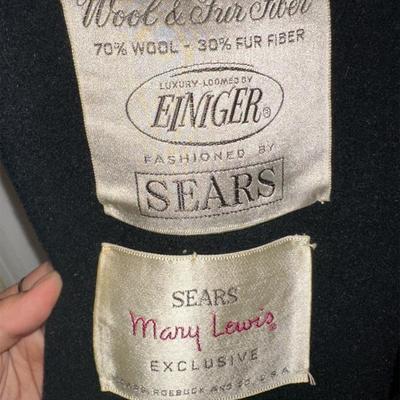 Wool & Fur Fiber
70% WOOL - 30% FUR FIBER
LUXURY-LOOMED BY
EINIGER®
FASHIONED BY
SEARS
SEARS
Mary Lewis®
EXCLUSIVE
SEARS, ROEBUCK AND CO. U.S.A.